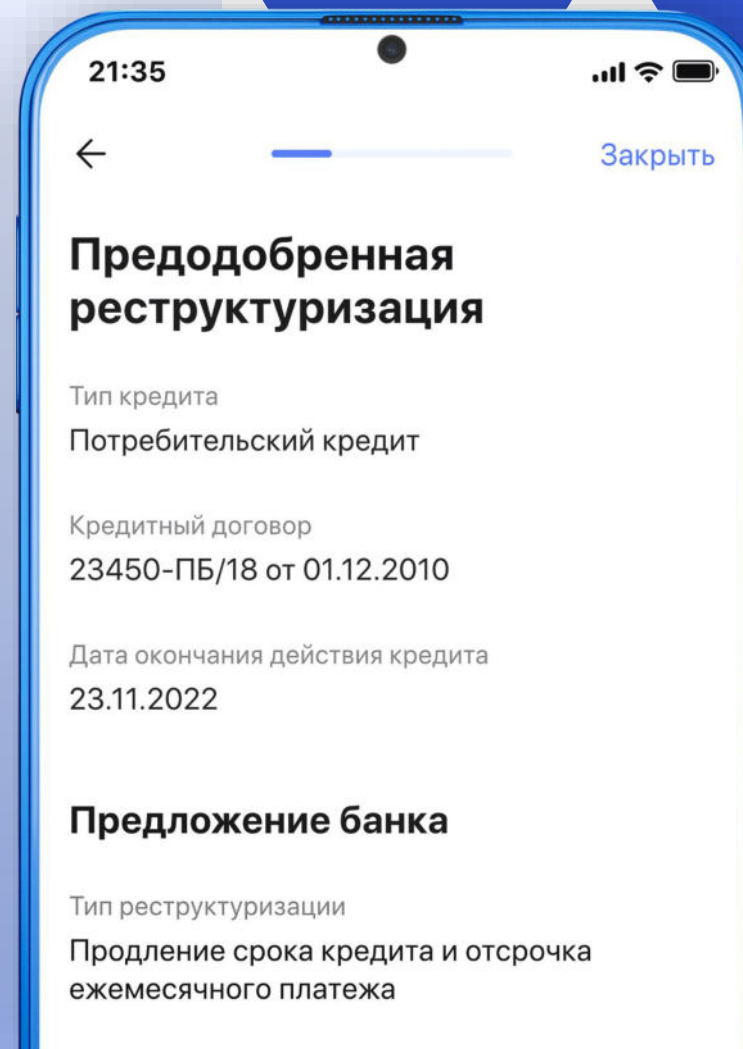 21:35
Закрыть
Предодобренная
реструктуризация
Тип кредита
Потребительский кредит
Кредитный договор
23450-ПБ/18 от 01.12.2010
Дата окончания действия кредита
23.11.2022
Предложение банка
Тип реструктуризации
Продление срока кредита и отсрочка
ежемесячного платежа